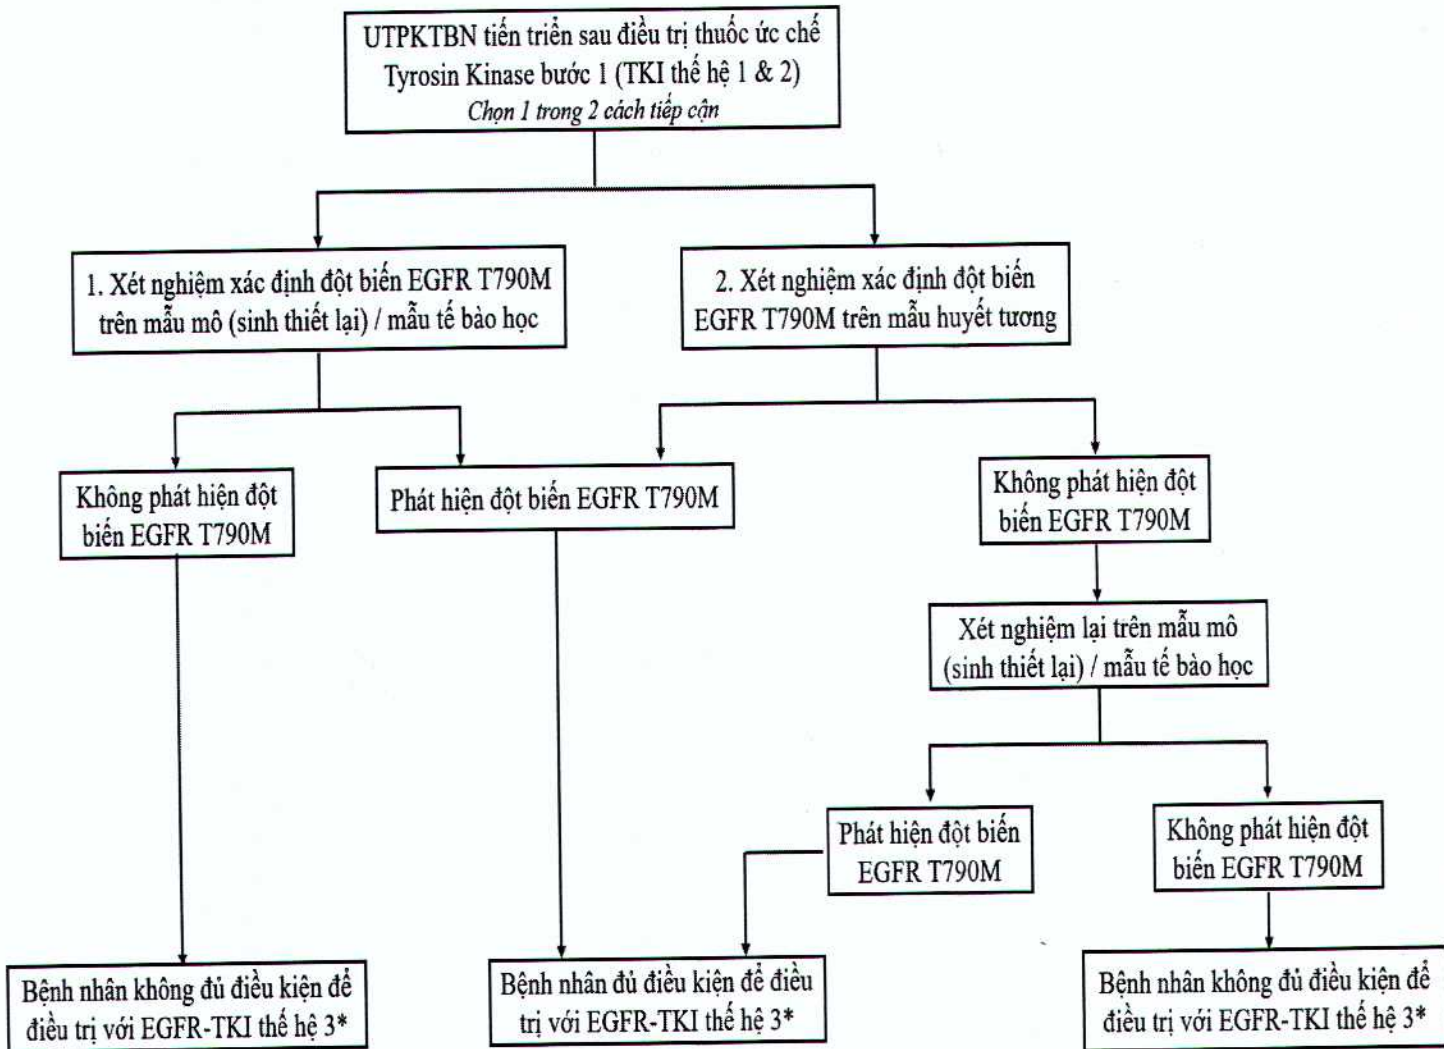 UTPKTBN tiến triển sau điều trị thuốc ức chế
Tyrosin Kinase bước 1 (TKI thế hệ 1 & 2)
Chọn 1 trong 2 cách tiếp cận
1. Xét nghiệm xác định đột biến EGFR T790M
trên mẫu mô (sinh thiết lại) / mẫu tế bào học
2. Xét nghiệm xác định đột biến
EGFR T790M trên mẫu huyết tương
Không phát hiện đột
biến EGFR T790M
Phát hiện đột biến EGFR T790M
Không phát hiện đột
biến EGFR T790M
Xét nghiệm lại trên mẫu mô
(sinh thiết lại) / mẫu tế bào học
Phát hiện đột biến
EGFR T790M
Không phát hiện đột
biến EGFR T790M
Bệnh nhân không đủ điều kiện để
điều trị với EGFR-TKI thế hệ 3*
Bệnh nhân đủ điều kiện để điều
trị với EGFR-TKI thế hệ 3*
Bệnh nhân không đủ điều kiện để
điều trị với EGFR-TKI thế hệ 3*